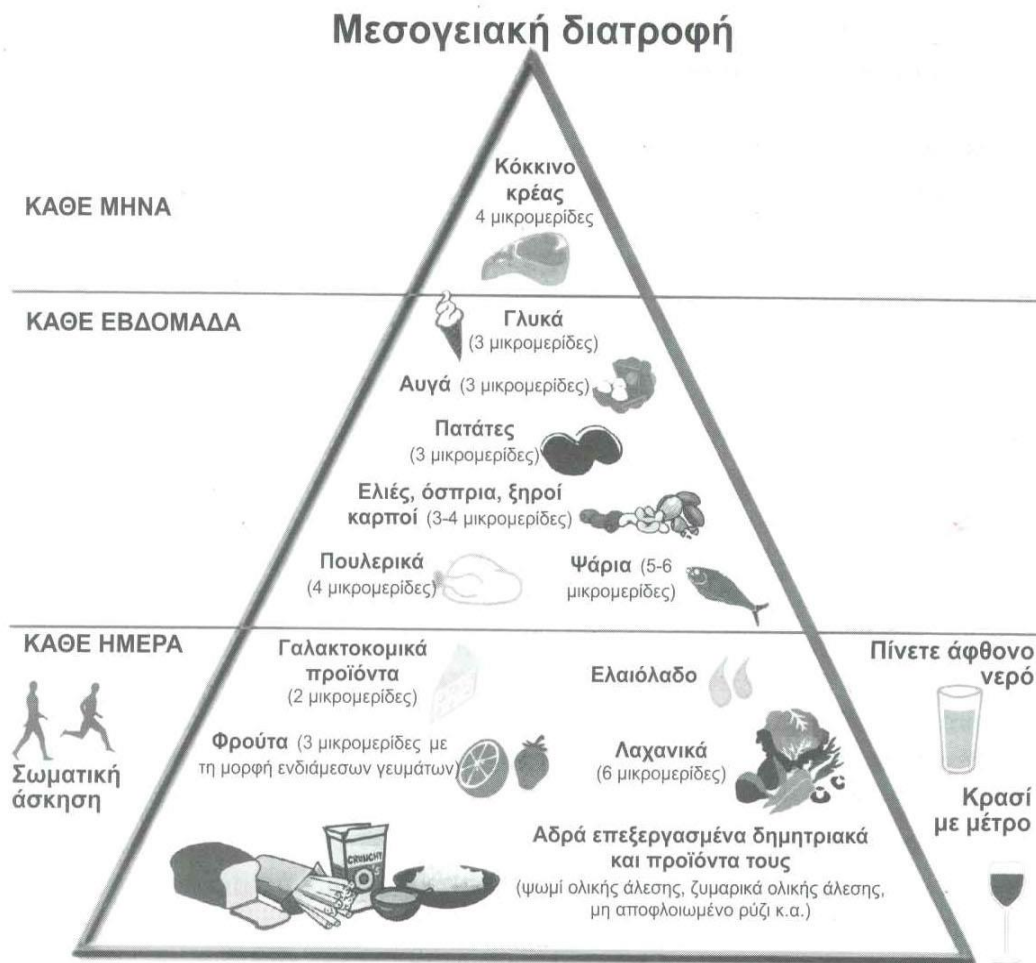 Μεσογειακή διατροφή
ΚΑΘΕ ΜΗΝΑ
Κόκκινο
κρέας
4 μικρομερίδες
ΚΑΘΕ ΕΒΔΟΜΑΔΑ
Γλυκά
(3 μικρομερίδες)
Αυγά (3 μικρομερίδες)
Πατάτες
(3 μικρομερίδες)
Ελιές, όσπρια, ξηροί
καρποί (3-4 μικρομερίδες)
Πουλερικά
(4 μικρομερίδες)
Ψάρια (5-6
μικρομερίδες)
ΚΑΘΕ ΗΜΕΡΑ
Σωματική
άσκηση
Γαλακτοκομικά
προϊόντα
(2 μικρομερίδες)
Ελαιόλαδο
Φρούτα (3 μικρομερίδες με
τη μορφή ενδιάμεσων γευμάτων)
Λαχανικά
(6 μικρομερίδες)
CRUNCHY
O'S
Αδρά επεξεργασμένα δημητριακά
και προϊόντα τους
(ψωμί ολικής άλεσης, ζυμαρικά ολικής άλεσης,
μη αποφλοιωμένο ρύζι κ.α.)
Πίνετε άφθονο
νερό
Κρασί
με μέτρο